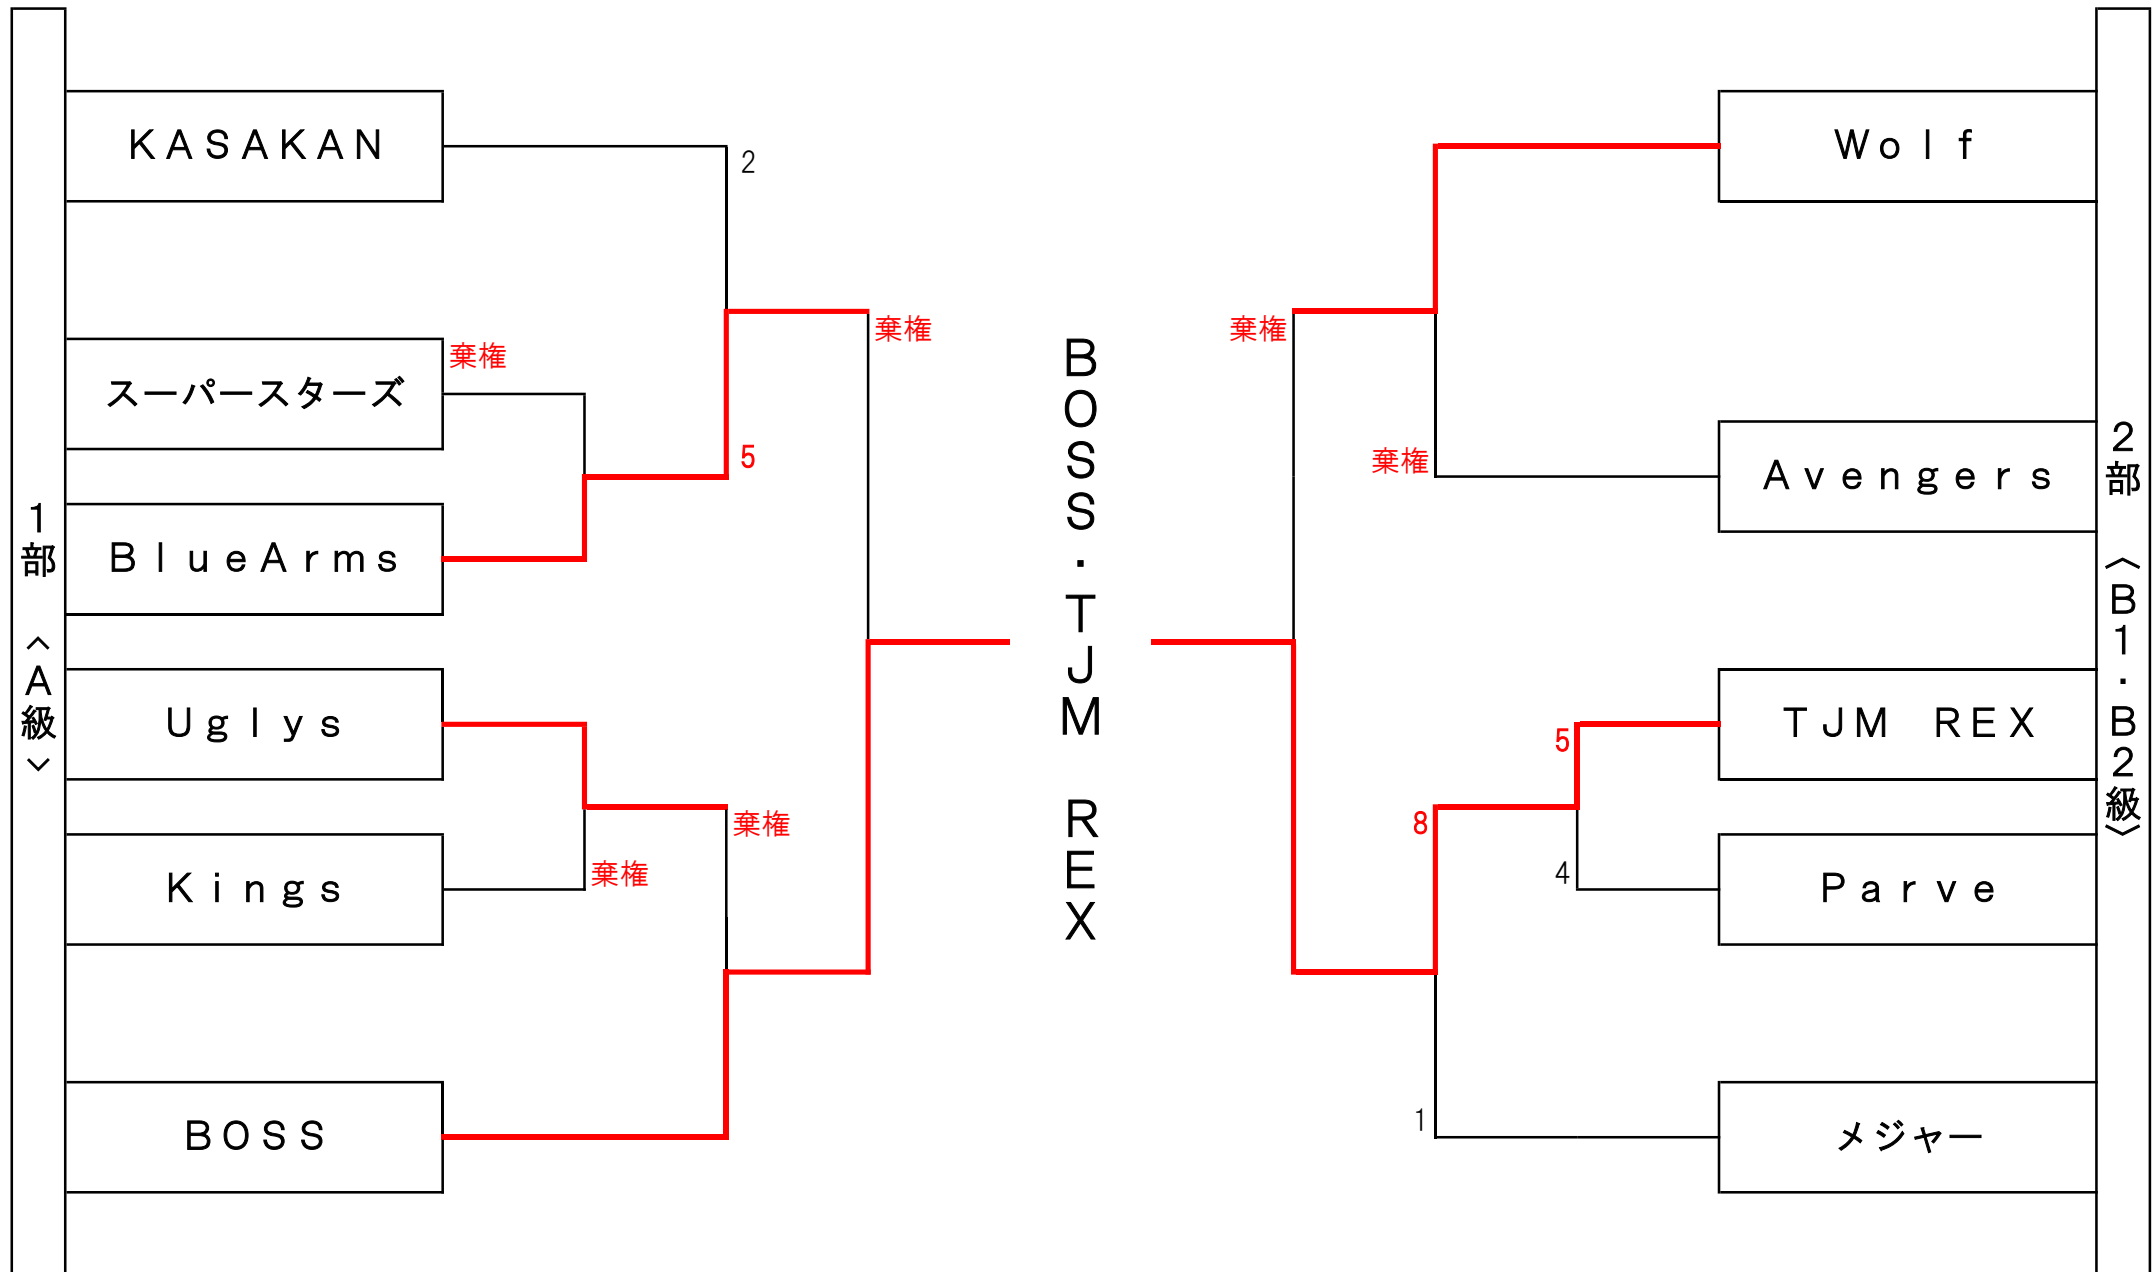 1部 〈A級〉
KASAKAN
2
スーパースターズ
棄権
BlueArms
5
棄権
Uglys
Kings
棄権
棄権
BOSS
BOSS・TJM REX
Wolf
棄権
Avengers
棄権
TJM REX
5
8
Parve
4
メジャー
1
2部 〈B1・B2級〉